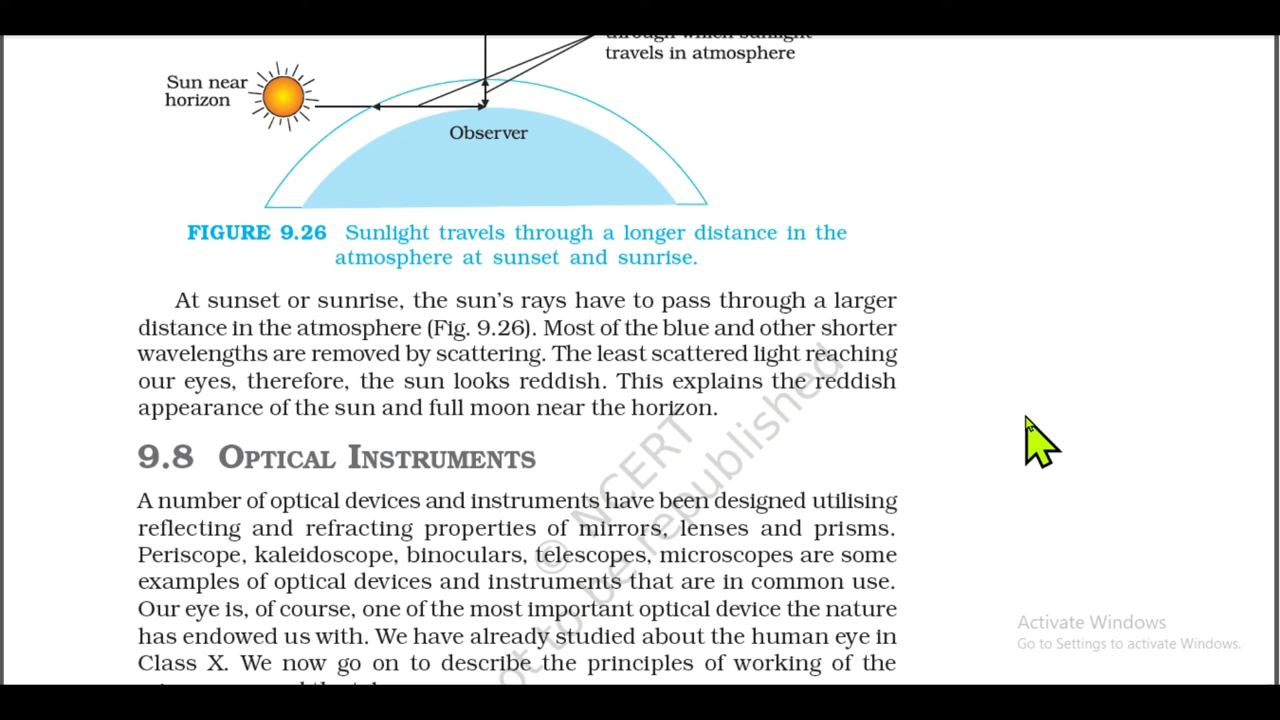 through which sunlight
travels in atmosphere
Sun near
horizon
Observer
FIGURE 9.26 Sunlight travels through a longer distance in the
atmosphere at sunset and sunrise.
At sunset or sunrise, the sun's rays have to pass through a larger
distance in the atmosphere (Fig. 9.26). Most of the blue and other shorter
wavelengths are removed by scattering. The least scattered light reaching
our eyes, therefore, the sun looks reddish. This explains the reddish
appearance of the sun and full moon near the horizon.
9.8 OPTICAL INSTRUMENTS
A number of optical devices and instruments have been designed utilising
reflecting and refracting properties of mirrors, lenses and prisms.
Periscope, kaleidoscope, binoculars, telescopes, microscopes are some
examples of optical devices and instruments that are in common use.
Our eye is, of course, one of the most important optical device the nature
has endowed us with. We have already studied about the human eye in
Class X. We now go on to describe the principles of working of the
© NCERT
not to be republished
Activate Windows
Go to Settings to activate Windows.